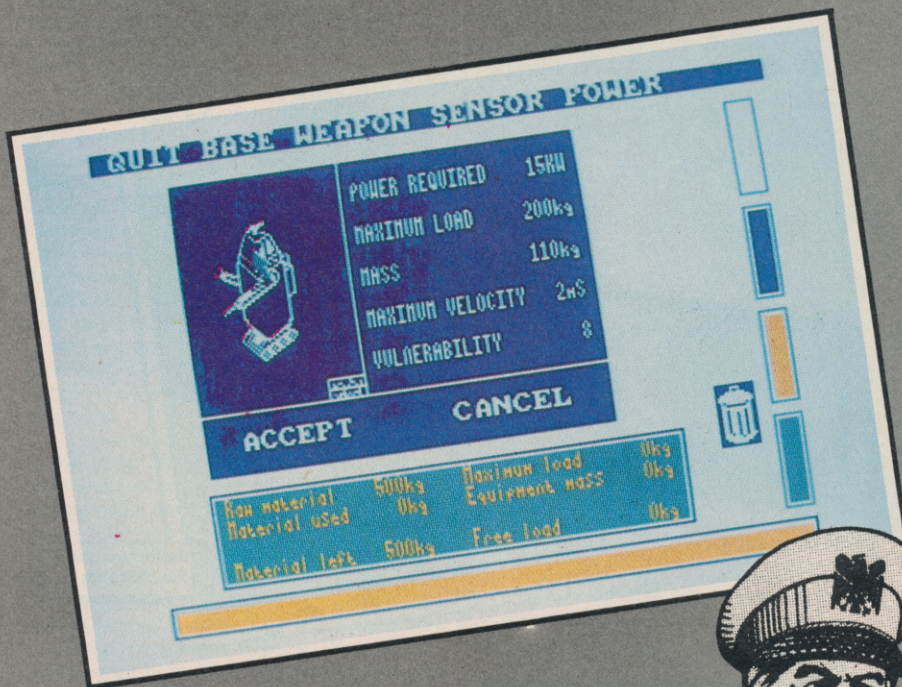 QUIT BASE WEAPON SENSOR POWER
POWER REQUIRED 15KW
MAXIMUM LOAD 200kg
MASS 110kg
MAXIMUM VELOCITY 2mS
VULNERABILITY 8
ACCEPT CANCEL
Raw material 500kg Maximum load 0kg
Material used 0kg Equipment mass 0kg
Material left 500kg Free load 0kg